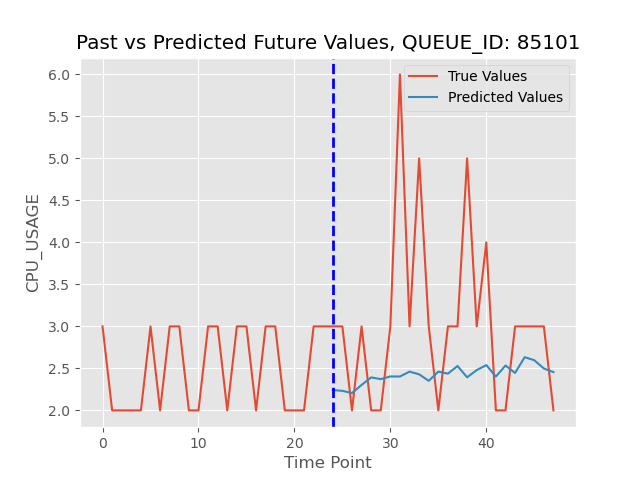 Past vs Predicted Future Values, QUEUE_ID: 85101
True Values
Predicted Values
6.0
5.5
5.0
4.5
4.0
3.5
3.0
2.5
2.0
CPU_USAGE
0
10
20
30
40
Time Point